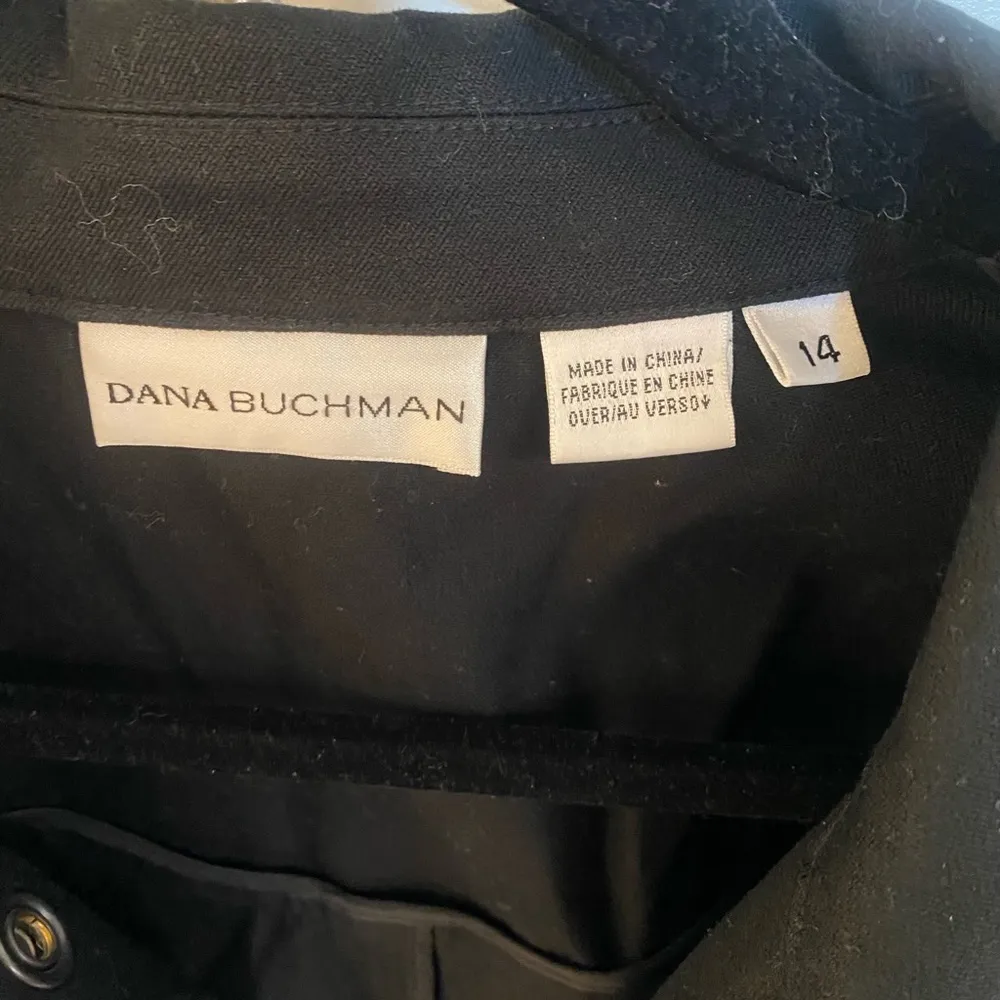 DANA BUCHMAN
MADE IN CHINA/
FABRIQUE EN CHINE
OVER/AU VERSO↓
14